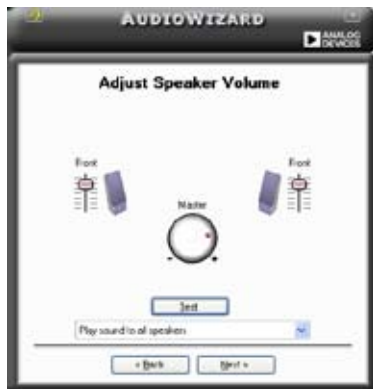 AUDIOWIZARD
ANALOG
DEVICES
Adjust Speaker Volume
Front
Front
Master
- +
Test
Play sound to all speakers
< Back
Next >